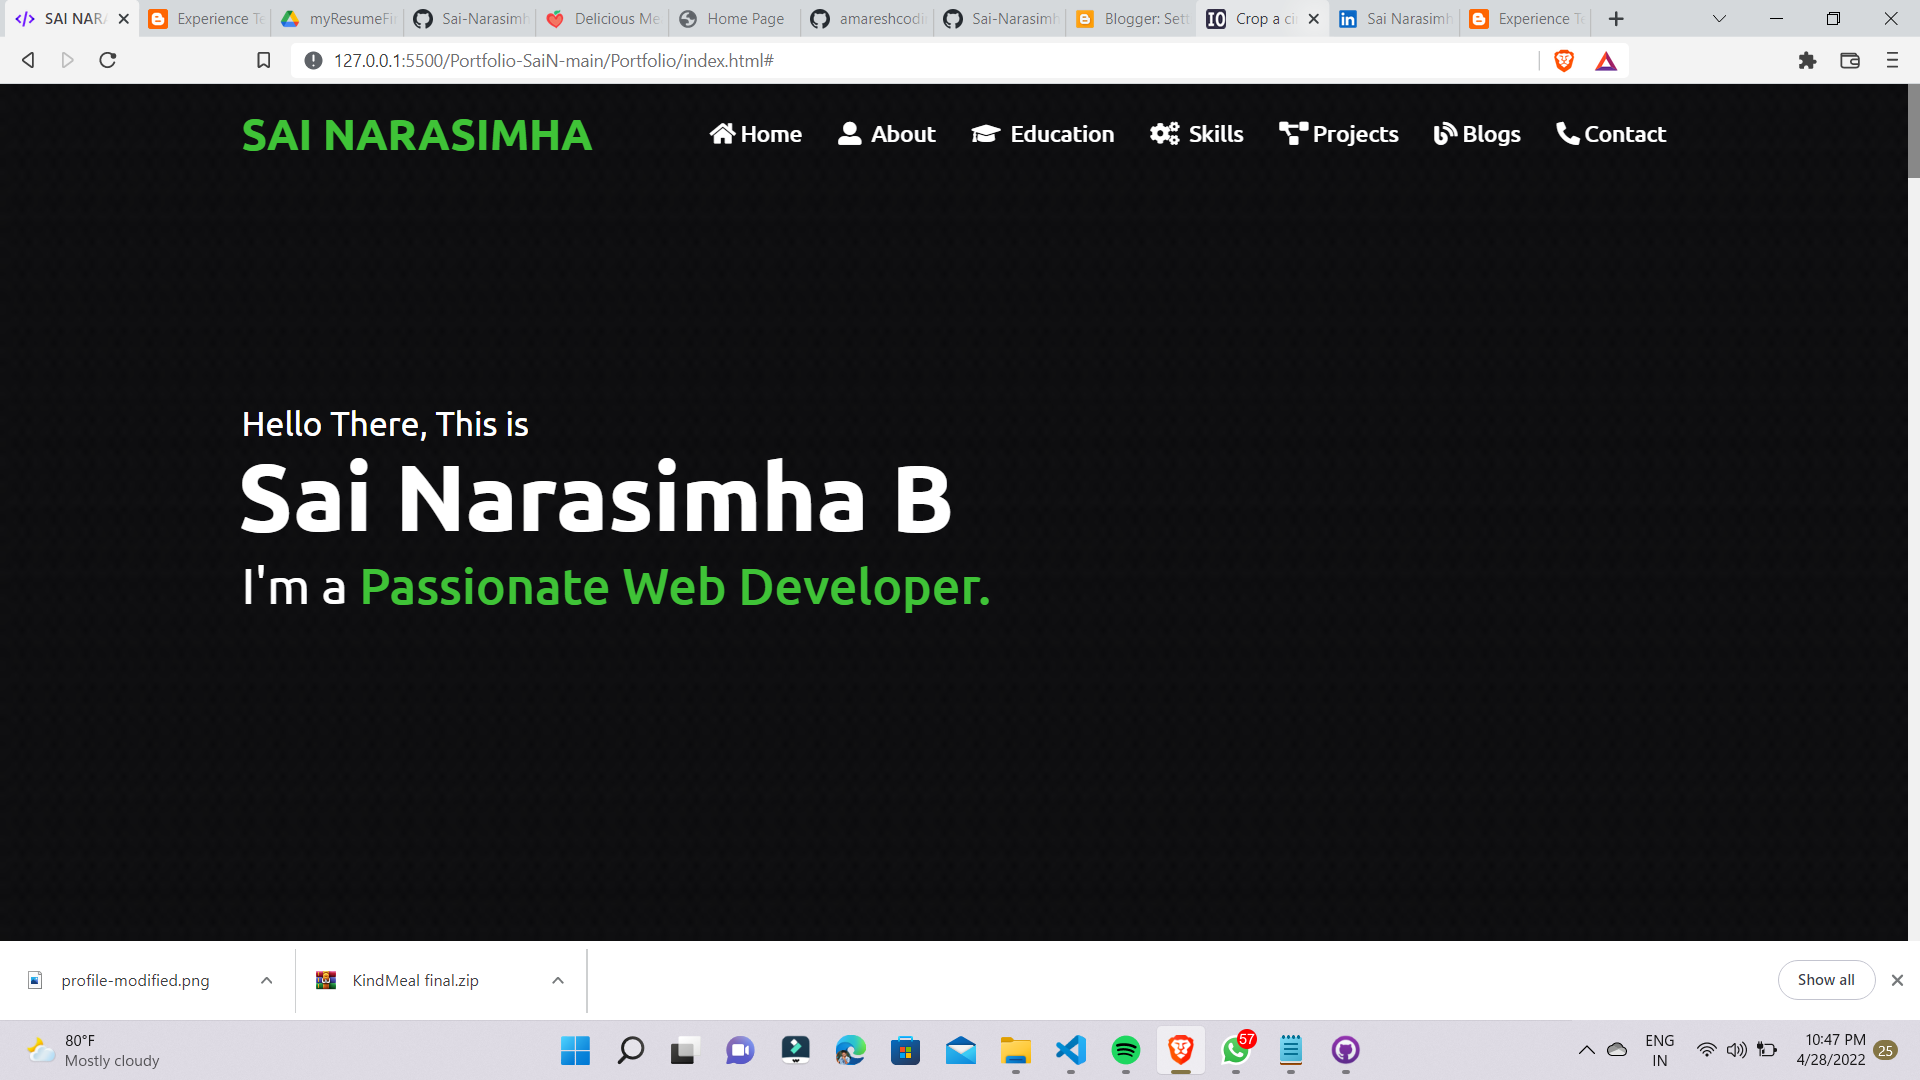 SAI NARA
Experience Te
myResumeFi
Sai-Narasimh
Delicious Me
Home Page
amareshcodi
Sai-Narasimh
Blogger: Sett
Crop a ci
Sai Narasimh
Experience Te
127.0.0.1:5500/Portfolio-SaiN-main/Portfolio/index.html#
SAI NARASIMHA
Home
About
Education
Skills
Projects
Blogs
Contact
Hello There, This is
Sai Narasimha B
I'm a Passionate Web Developer.
profile-modified.png
KindMeal final.zip
Show all
80°F
Mostly cloudy
57
ENG
IN
10:47 PM
4/28/2022
25